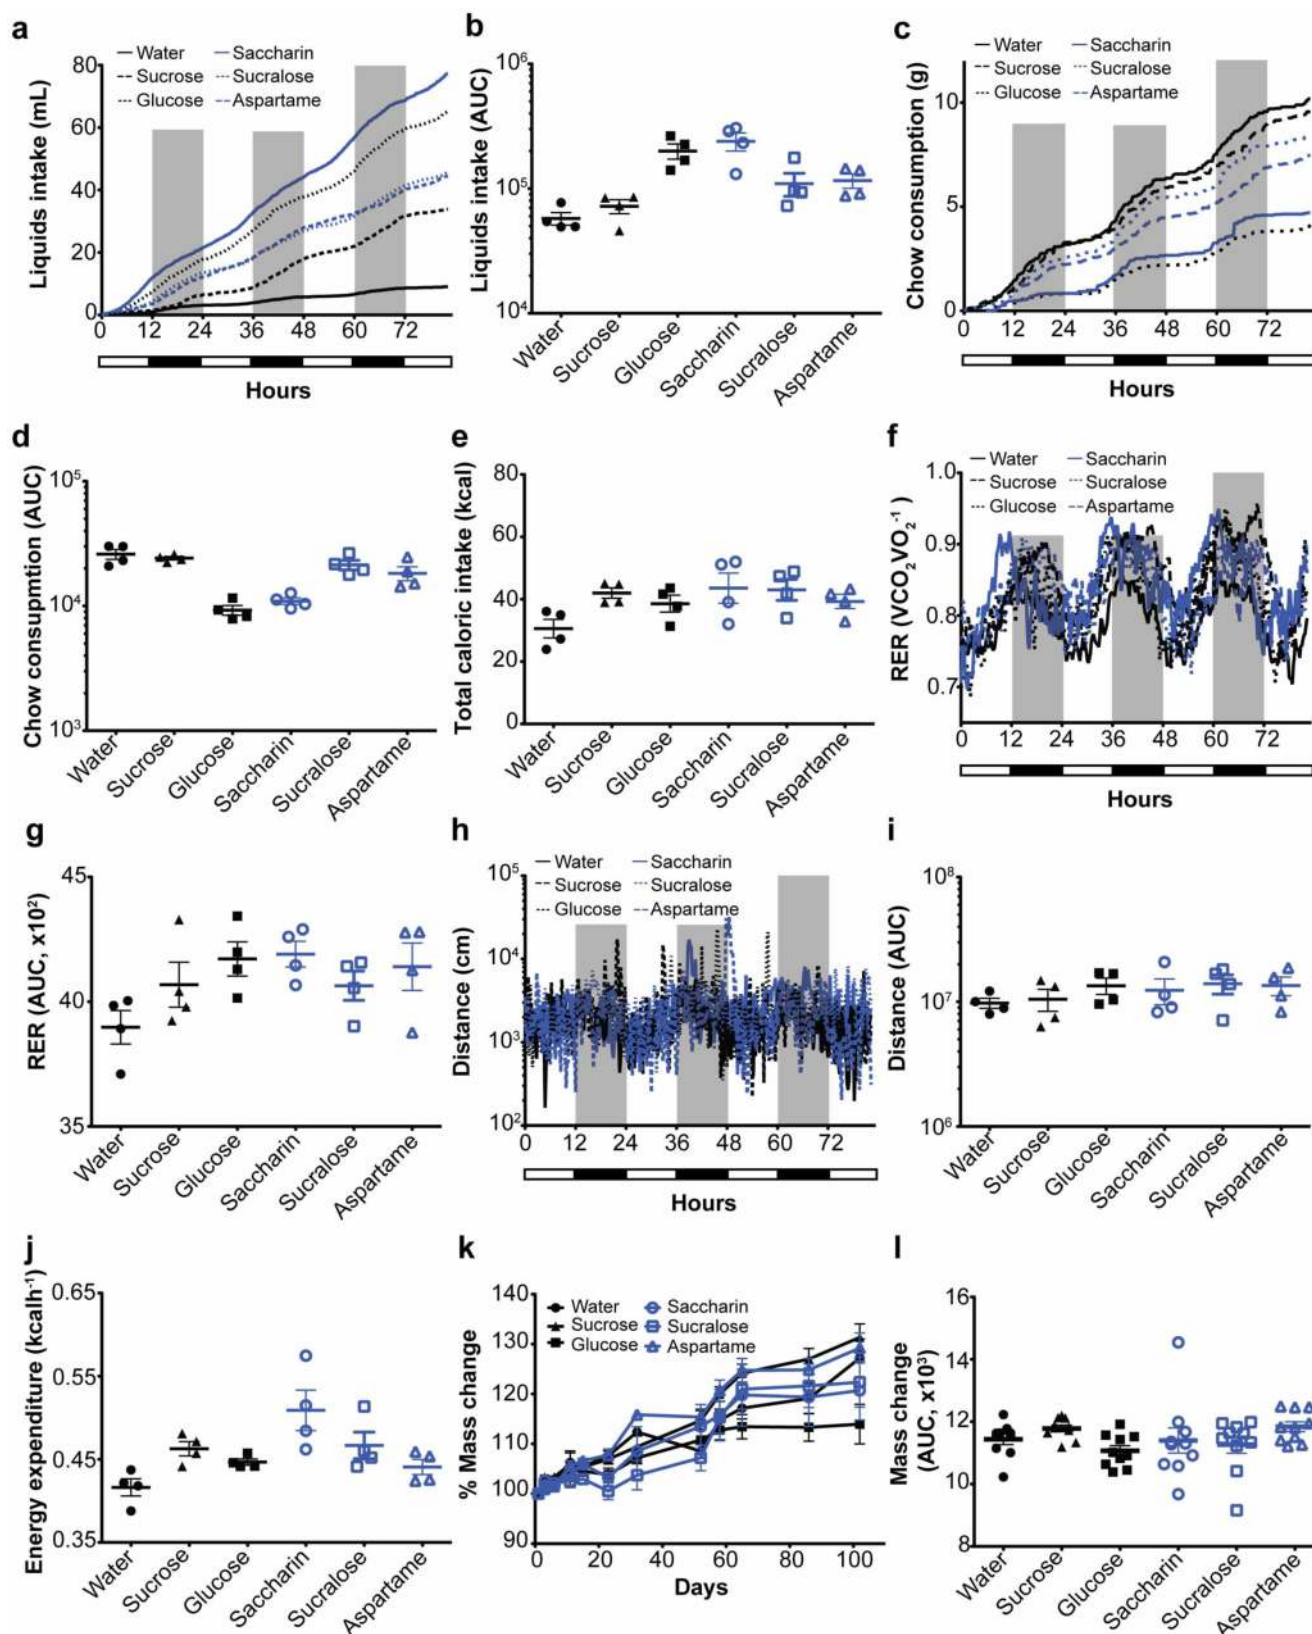 a
Water
Sucrose
Glucose
Saccharin
Sucralose
Aspartame
Liquids intake (mL)
80
60
40
20
0
0 12 24 36 48 60 72
Hours
b
Liquids intake (AUC)
10⁶
10⁵
10⁴
Water Sucrose Glucose Saccharin Sucralose Aspartame
c
Water
Sucrose
Glucose
Saccharin
Sucralose
Aspartame
Chow consumption (g)
10
5
0
0 12 24 36 48 60 72
Hours
d
Chow consupmtion (AUC)
10⁵
10⁴
10³
Water Sucrose Glucose Saccharin Sucralose Aspartame
e
Total caloric intake (kcal)
80
60
40
20
0
Water Sucrose Glucose Saccharin Sucralose Aspartame
f
Water
Sucrose
Glucose
Saccharin
Sucralose
Aspartame
RER (VCO₂VO₂⁻¹)
1.0
0.9
0.8
0.7
0 12 24 36 48 60 72
Hours
g
RER (AUC, x10²)
45
40
35
Water Sucrose Glucose Saccharin Sucralose Aspartame
h
Water
Sucrose
Glucose
Saccharin
Sucralose
Aspartame
Distance (cm)
10⁵
10⁴
10³
10²
0 12 24 36 48 60 72
Hours
i
Distance (AUC)
10⁸
10⁷
10⁶
Water Sucrose Glucose Saccharin Sucralose Aspartame
j
Energy expenditure (kcalh⁻¹)
0.65
0.55
0.45
0.35
Water Sucrose Glucose Saccharin Sucralose Aspartame
k
Water
Sucrose
Glucose
Saccharin
Sucralose
Aspartame
% Mass change
140
130
120
110
100
90
0 20 40 60 80 100
Days
l
Mass change
(AUC, x10³)
16
14
12
10
8
Water Sucrose Glucose Saccharin Sucralose Aspartame